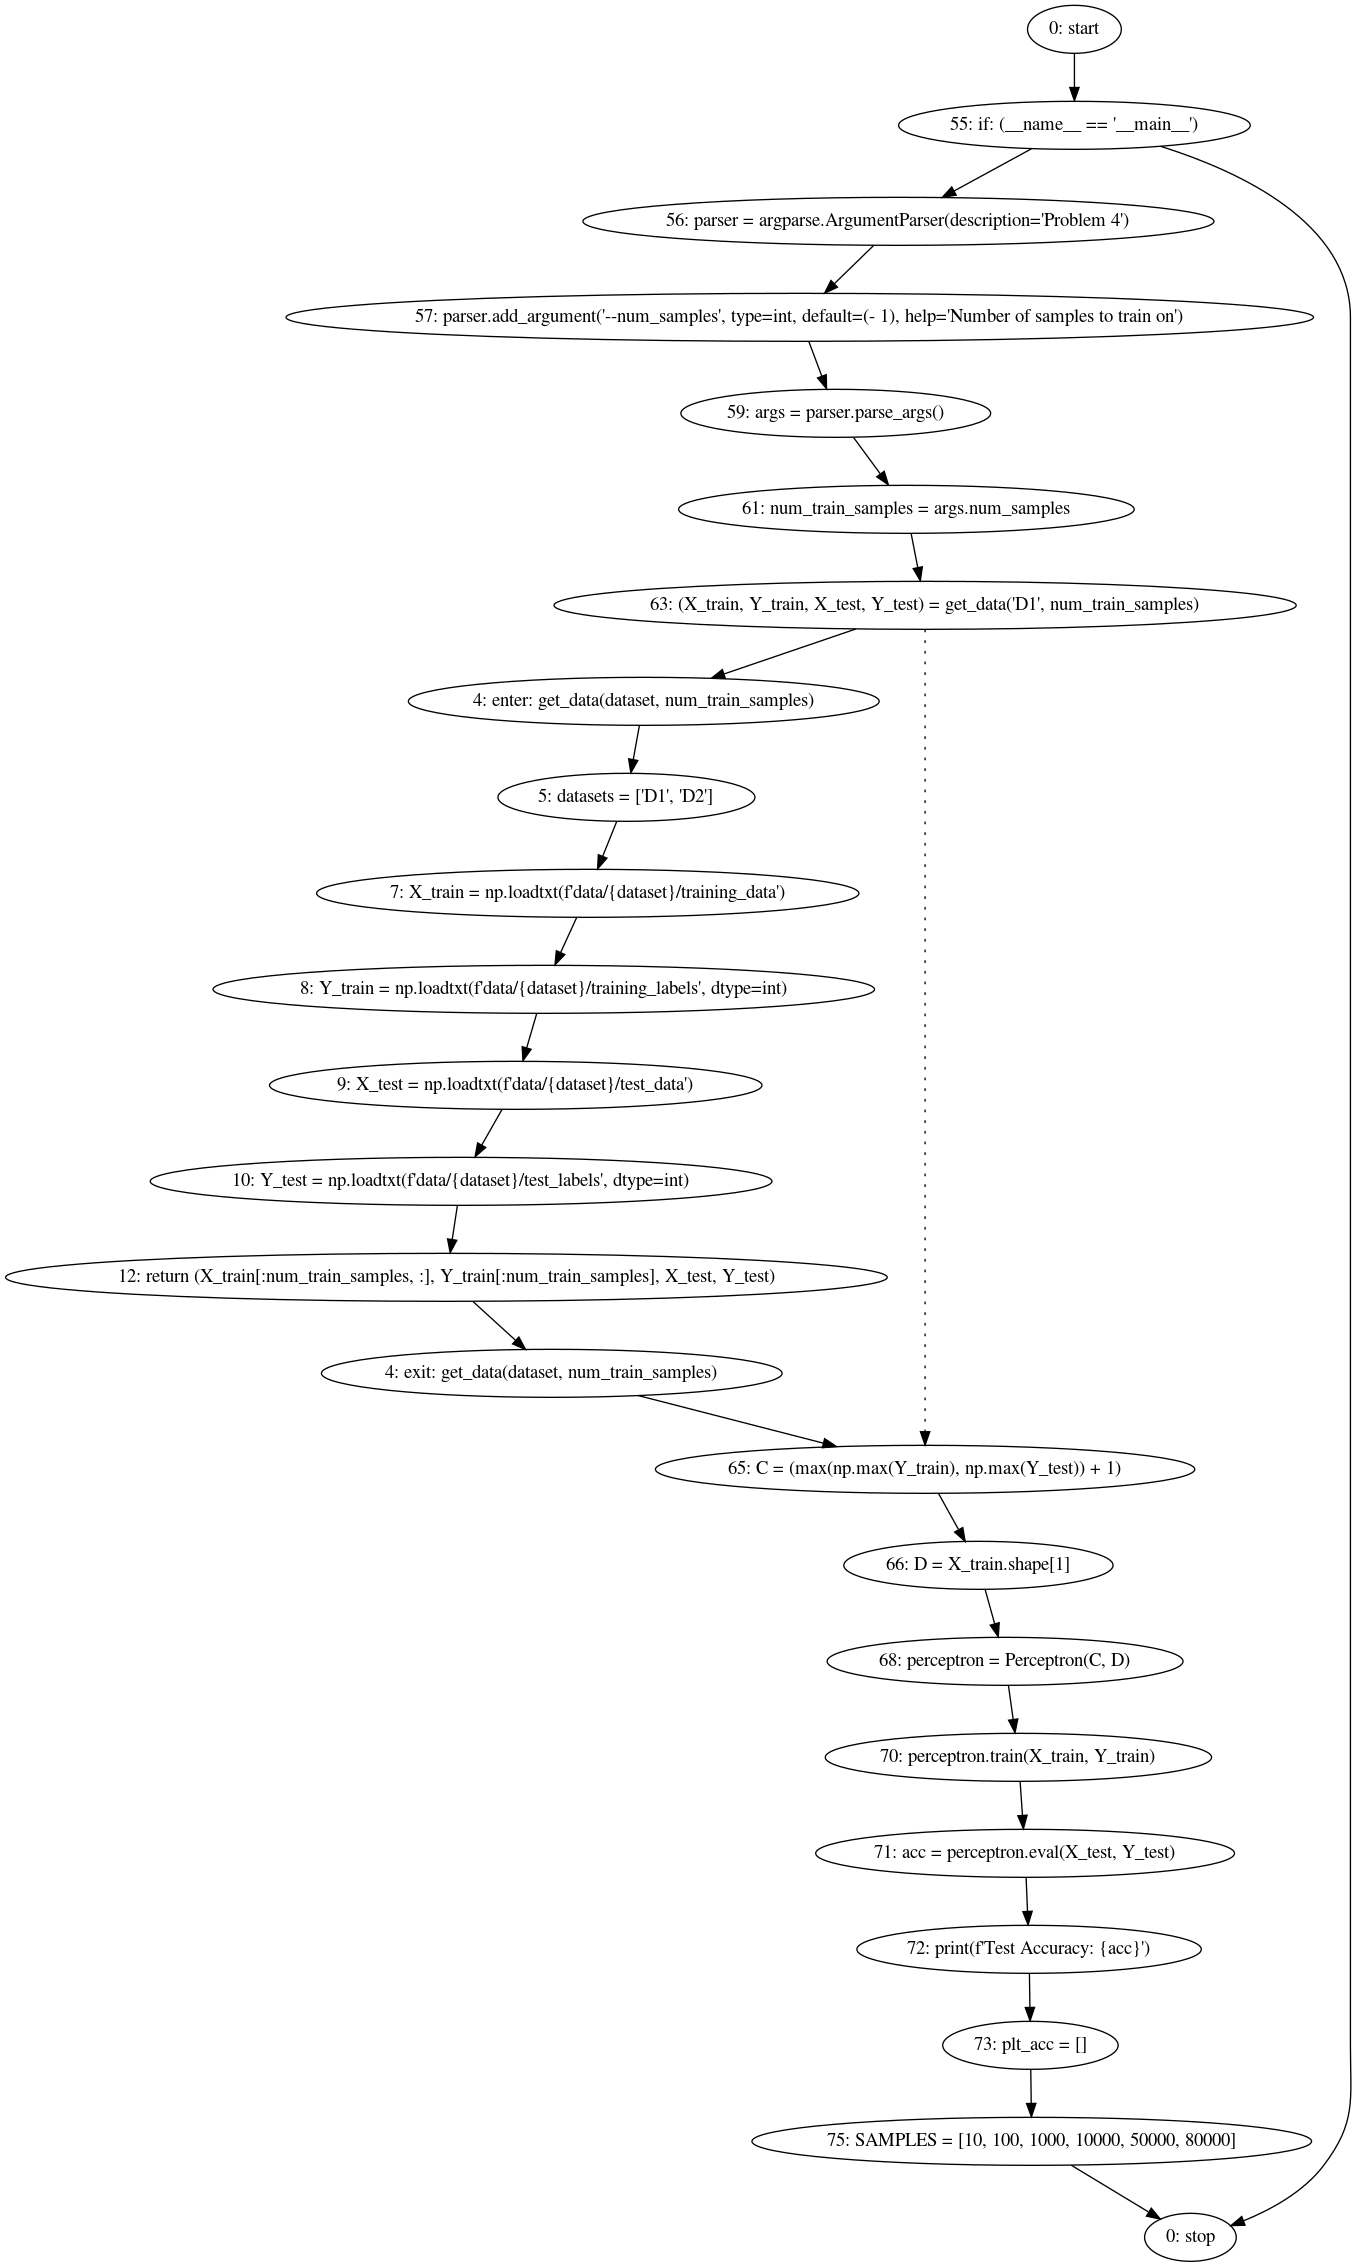 0: start
55: if: (__name__ == '__main__')
56: parser = argparse.ArgumentParser(description='Problem 4')
57: parser.add_argument('--num_samples', type=int, default=(- 1), help='Number of samples to train on')
59: args = parser.parse_args()
61: num_train_samples = args.num_samples
63: (X_train, Y_train, X_test, Y_test) = get_data('D1', num_train_samples)
4: enter: get_data(dataset, num_train_samples)
5: datasets = ['D1', 'D2']
7: X_train = np.loadtxt(f'data/{dataset}/training_data')
8: Y_train = np.loadtxt(f'data/{dataset}/training_labels', dtype=int)
9: X_test = np.loadtxt(f'data/{dataset}/test_data')
10: Y_test = np.loadtxt(f'data/{dataset}/test_labels', dtype=int)
12: return (X_train[:num_train_samples, :], Y_train[:num_train_samples], X_test, Y_test)
4: exit: get_data(dataset, num_train_samples)
65: C = (max(np.max(Y_train), np.max(Y_test)) + 1)
66: D = X_train.shape[1]
68: perceptron = Perceptron(C, D)
70: perceptron.train(X_train, Y_train)
71: acc = perceptron.eval(X_test, Y_test)
72: print(f'Test Accuracy: {acc}')
73: plt_acc = []
75: SAMPLES = [10, 100, 1000, 10000, 50000, 80000]
0: stop